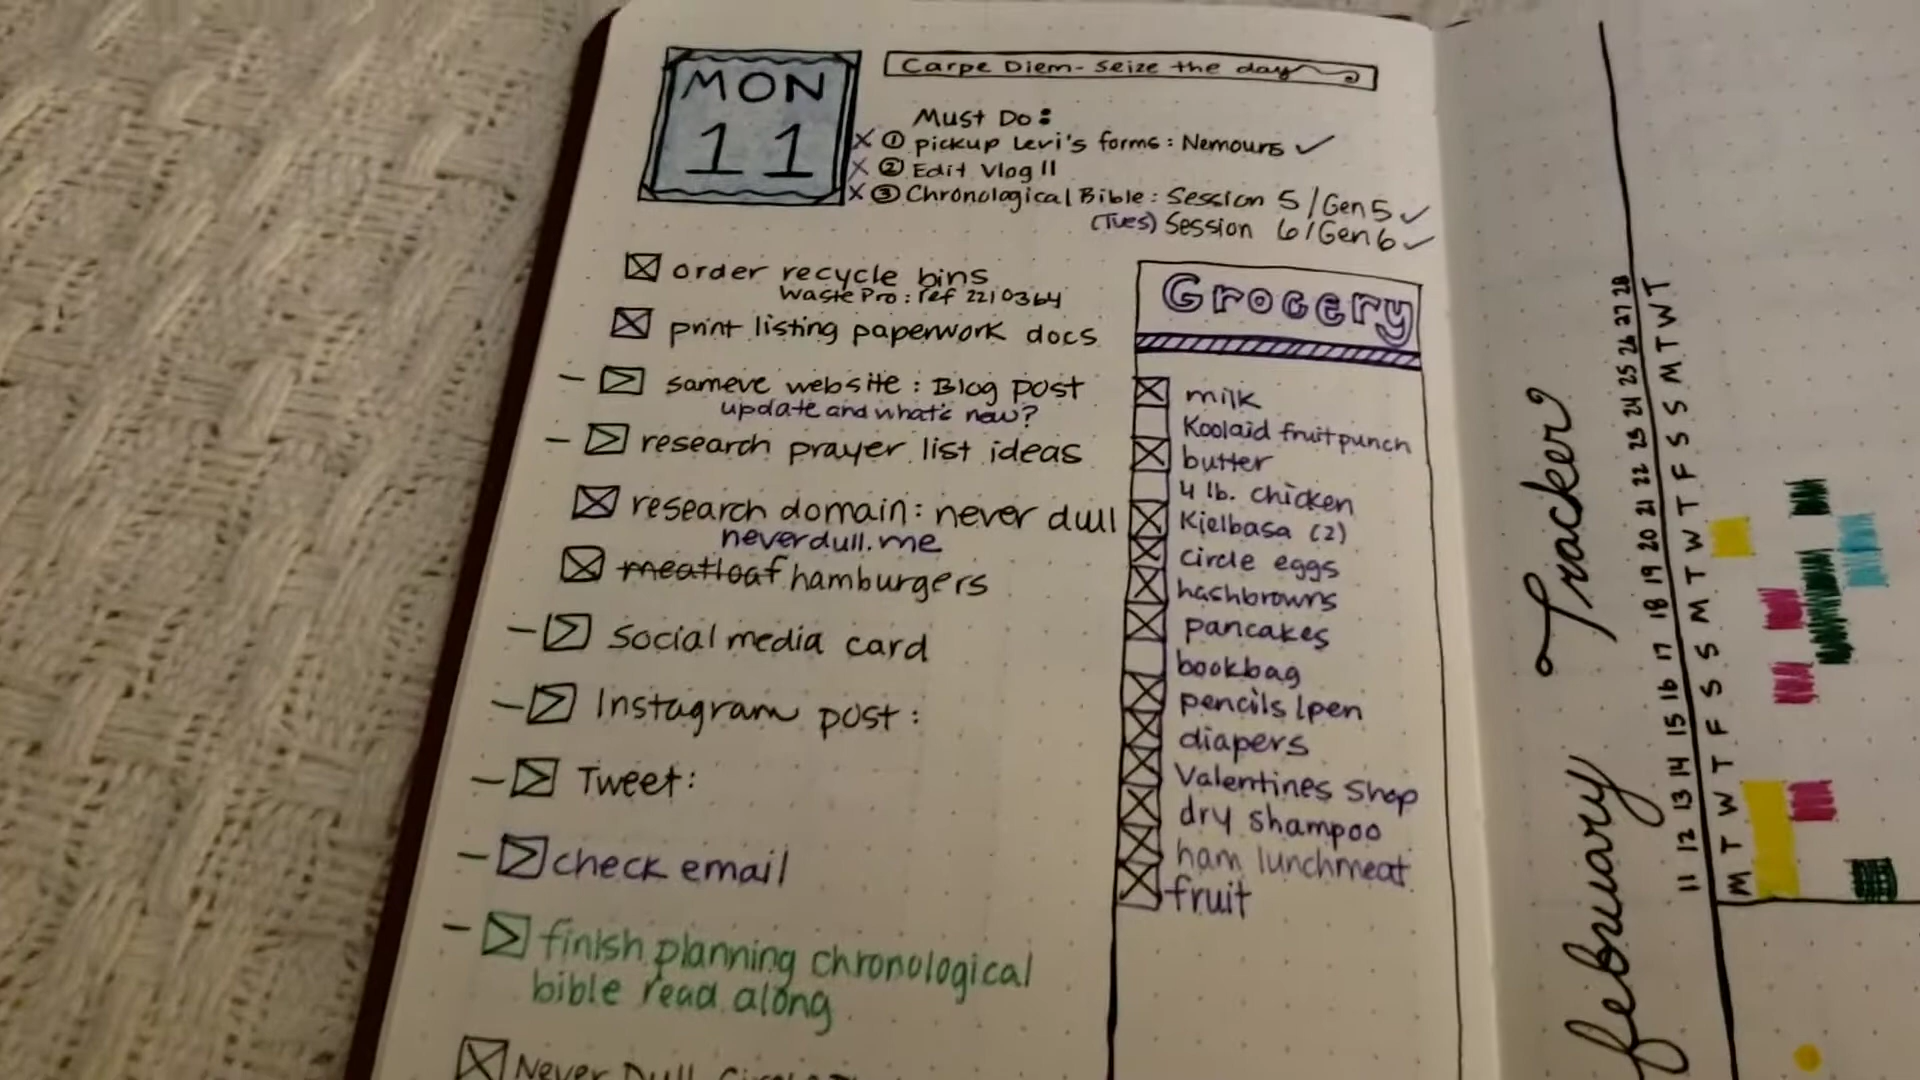 MON
11
Carpe Diem - Seize the day
Must Do:
X ① pickup Levi's forms: Nemours ✓
X ② Edit Vlog 11
X ③ Chronological Bible: Session 5 / Gen 5 ✓
(Tues) Session 6 / Gen 6 ✓
order recycle bins
Waste Pro: ref 2210364
print listing paperwork docs
sameve website: Blog post
update and what's new?
research prayer list ideas
research domain: never dull
neverdull.me
meatloaf hamburgers
Social media card
Instagram post:
Tweet:
check email
finish planning chronological
bible read along
Never Dull
Grocery
milk
Koolaid fruitpunch
butter
4 lb. chicken
Kielbasa (2)
circle eggs
hashbrowns
pancakes
bookbag
pencils/pen
diapers
Valentines Shop
dry shampoo
ham lunchmeat
fruit
february Tracker
11 12 13 14 15 16 17 18 19 20 21 22 23 24 25 26 27 28
M T W T F S S M T W T F S S M T W T